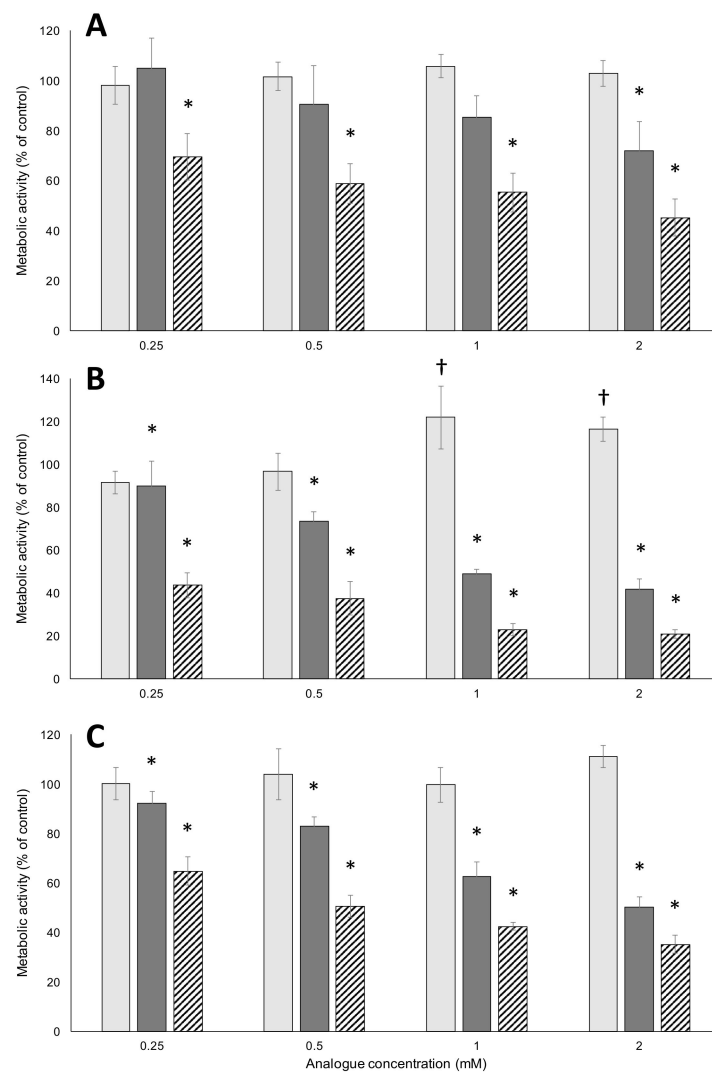 A
Metabolic activity (% of control)
120
100
80
60
40
20
0
* * * * *
0.25 0.5 1 2
B
Metabolic activity (% of control)
140
120
100
80
60
40
20
0
* * * * † * * † * *
0.25 0.5 1 2
C
Metabolic activity (% of control)
120
100
80
60
40
20
0
* * * * * * * *
0.25 0.5 1 2
Analogue concentration (mM)